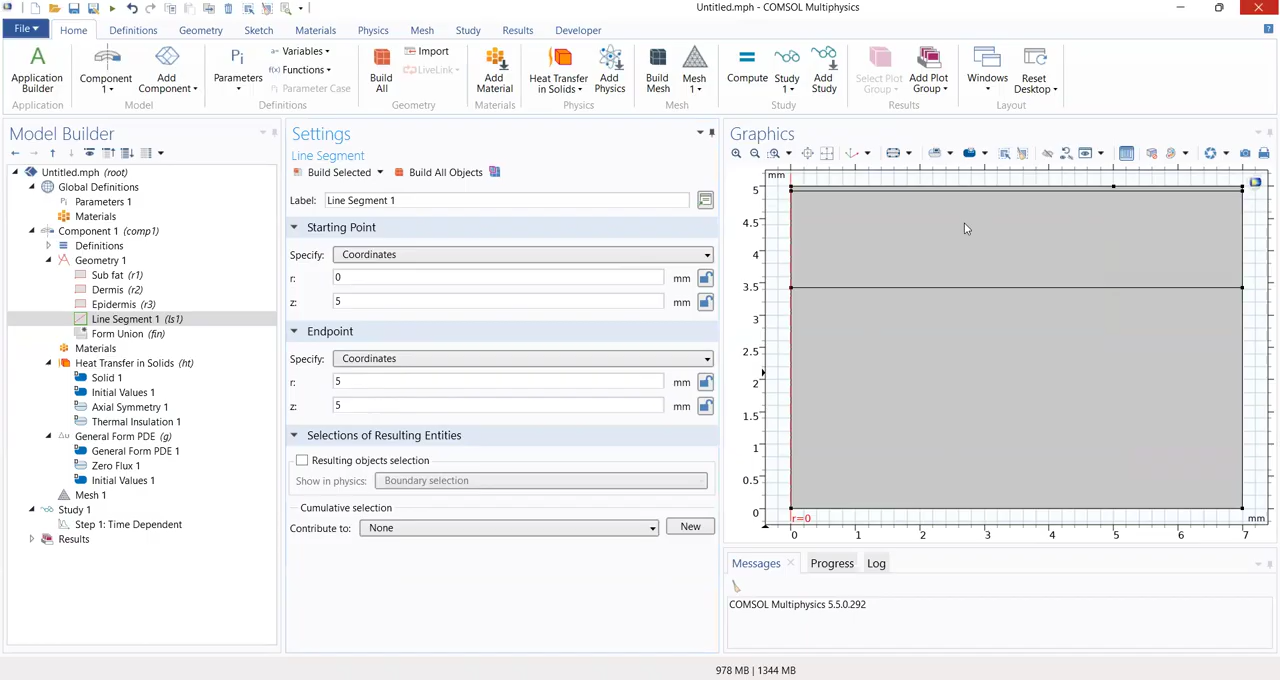 Untitled.mph - COMSOL Multiphysics
File
Home
Definitions
Geometry
Sketch
Materials
Physics
Mesh
Study
Results
Developer
Application
Builder
Application
Component
1
Add
Component
Model
Parameters
a= Variables
f(x) Functions
Parameter Case
Definitions
Build
All
Import
LiveLink
Geometry
Add
Material
Materials
Heat Transfer
in Solids
Add
Physics
Physics
Build
Mesh
Mesh
1
Mesh
Compute
Study
1
Add
Study
Study
Select Plot
Group
Add Plot
Group
Results
Windows
Reset
Desktop
Layout
Model Builder
Untitled.mph (root)
Global Definitions
Pi Parameters 1
Materials
Component 1 (comp1)
Definitions
Geometry 1
Sub fat (r1)
Dermis (r2)
Epidermis (r3)
Line Segment 1 (ls1)
Form Union (fin)
Materials
Heat Transfer in Solids (ht)
Solid 1
Initial Values 1
Axial Symmetry 1
Thermal Insulation 1
Δu General Form PDE (g)
General Form PDE 1
Zero Flux 1
Initial Values 1
Mesh 1
Study 1
Step 1: Time Dependent
Results
Settings
Line Segment
Build Selected
Build All Objects
Label: Line Segment 1
Starting Point
Specify: Coordinates
r: 0 mm
z: 5 mm
Endpoint
Specify: Coordinates
r: 5 mm
z: 5 mm
Selections of Resulting Entities
Resulting objects selection
Show in physics: Boundary selection
Cumulative selection
Contribute to: None New
Graphics
mm
5
4.5
4
3.5
3
2.5
2
1.5
1
0.5
0
r=0
mm
0 1 2 3 4 5 6 7
Messages
Progress
Log
COMSOL Multiphysics 5.5.0.292
978 MB | 1344 MB